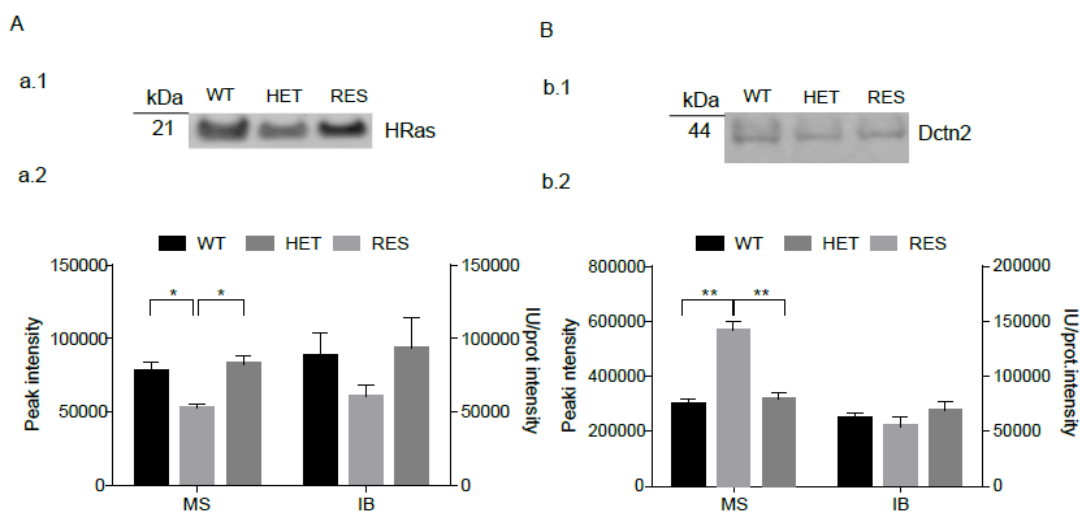 A
a.1
kDa WT HET RES
21 HRas
a.2
WT HET RES
150000 150000
100000 100000
50000 50000
0 0
Peak intensity
IU/prot intensity
* *
MS IB
B
b.1
kDa WT HET RES
44 Dctn2
b.2
WT HET RES
800000 200000
600000 150000
400000 100000
200000 50000
0 0
Peaki ntensity
IU/prot.intensity
** **
MS IB